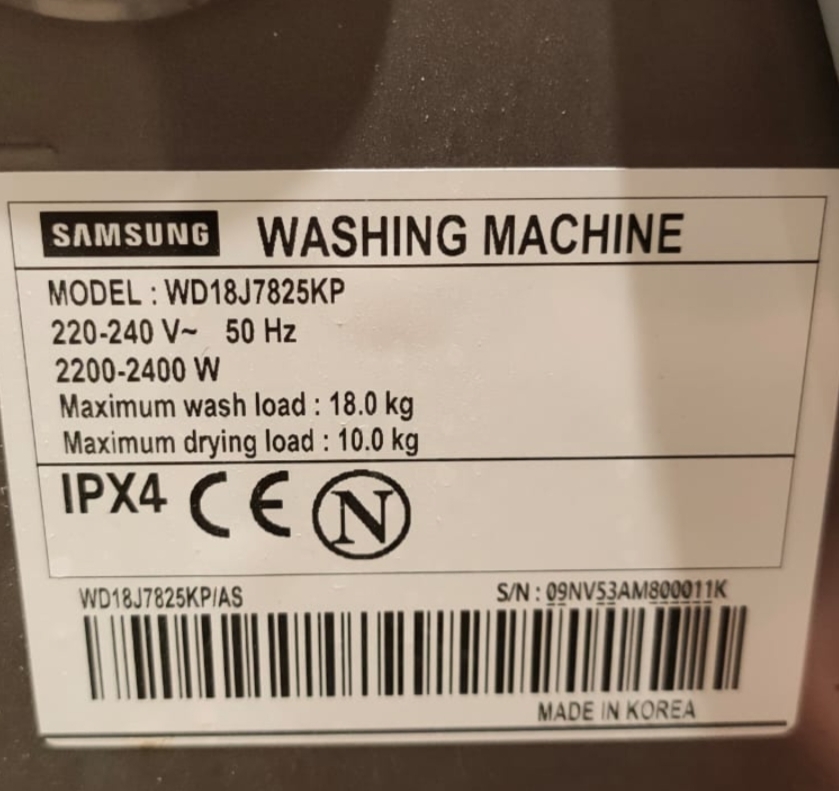 SAMSUNG WASHING MACHINE
MODEL : WD18J7825KP
220-240 V~ 50 Hz
2200-2400 W
Maximum wash load : 18.0 kg
Maximum drying load : 10.0 kg
IPX4 CE N
WD18J7825KP/AS S/N : 09NV53AM800011K
MADE IN KOREA